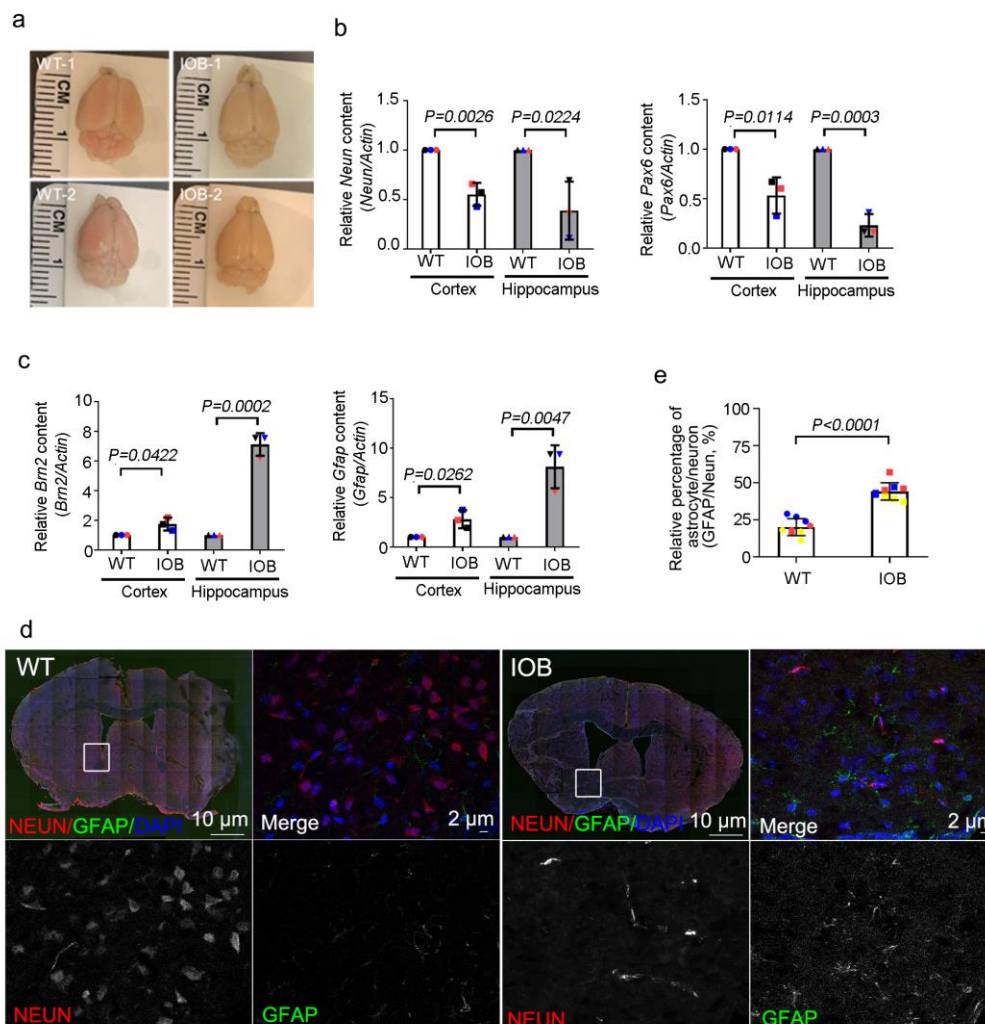 a
WT-1
CM
1
IOB-1
CM
1
WT-2
CM
1
IOB-2
CM
1
b
Relative Neun content
(Neun/Actin)
1.5
1.0
0.5
0.0
P=0.0026
P=0.0224
WT IOB WT IOB
Cortex Hippocampus
Relative Pax6 content
(Pax6/Actin)
1.5
1.0
0.5
0.0
P=0.0114
P=0.0003
WT IOB WT IOB
Cortex Hippocampus
c
Relative Brn2 content
(Brn2/Actin)
10
8
6
4
2
0
P=0.0422
P=0.0002
WT IOB WT IOB
Cortex Hippocampus
Relative Gfap content
(Gfap/Actin)
15
10
5
0
P=0.0262
P=0.0047
WT IOB WT IOB
Cortex Hippocampus
e
Relative percentage of
astrocyte/neuron
(GFAP/Neun, %)
100
75
50
25
0
P<0.0001
WT IOB
d
WT
NEUN/GFAP/DAPI
10 µm
Merge
2 µm
IOB
NEUN/GFAP/DAPI
10 µm
Merge
2 µm
NEUN
GFAP
NEUN
GFAP